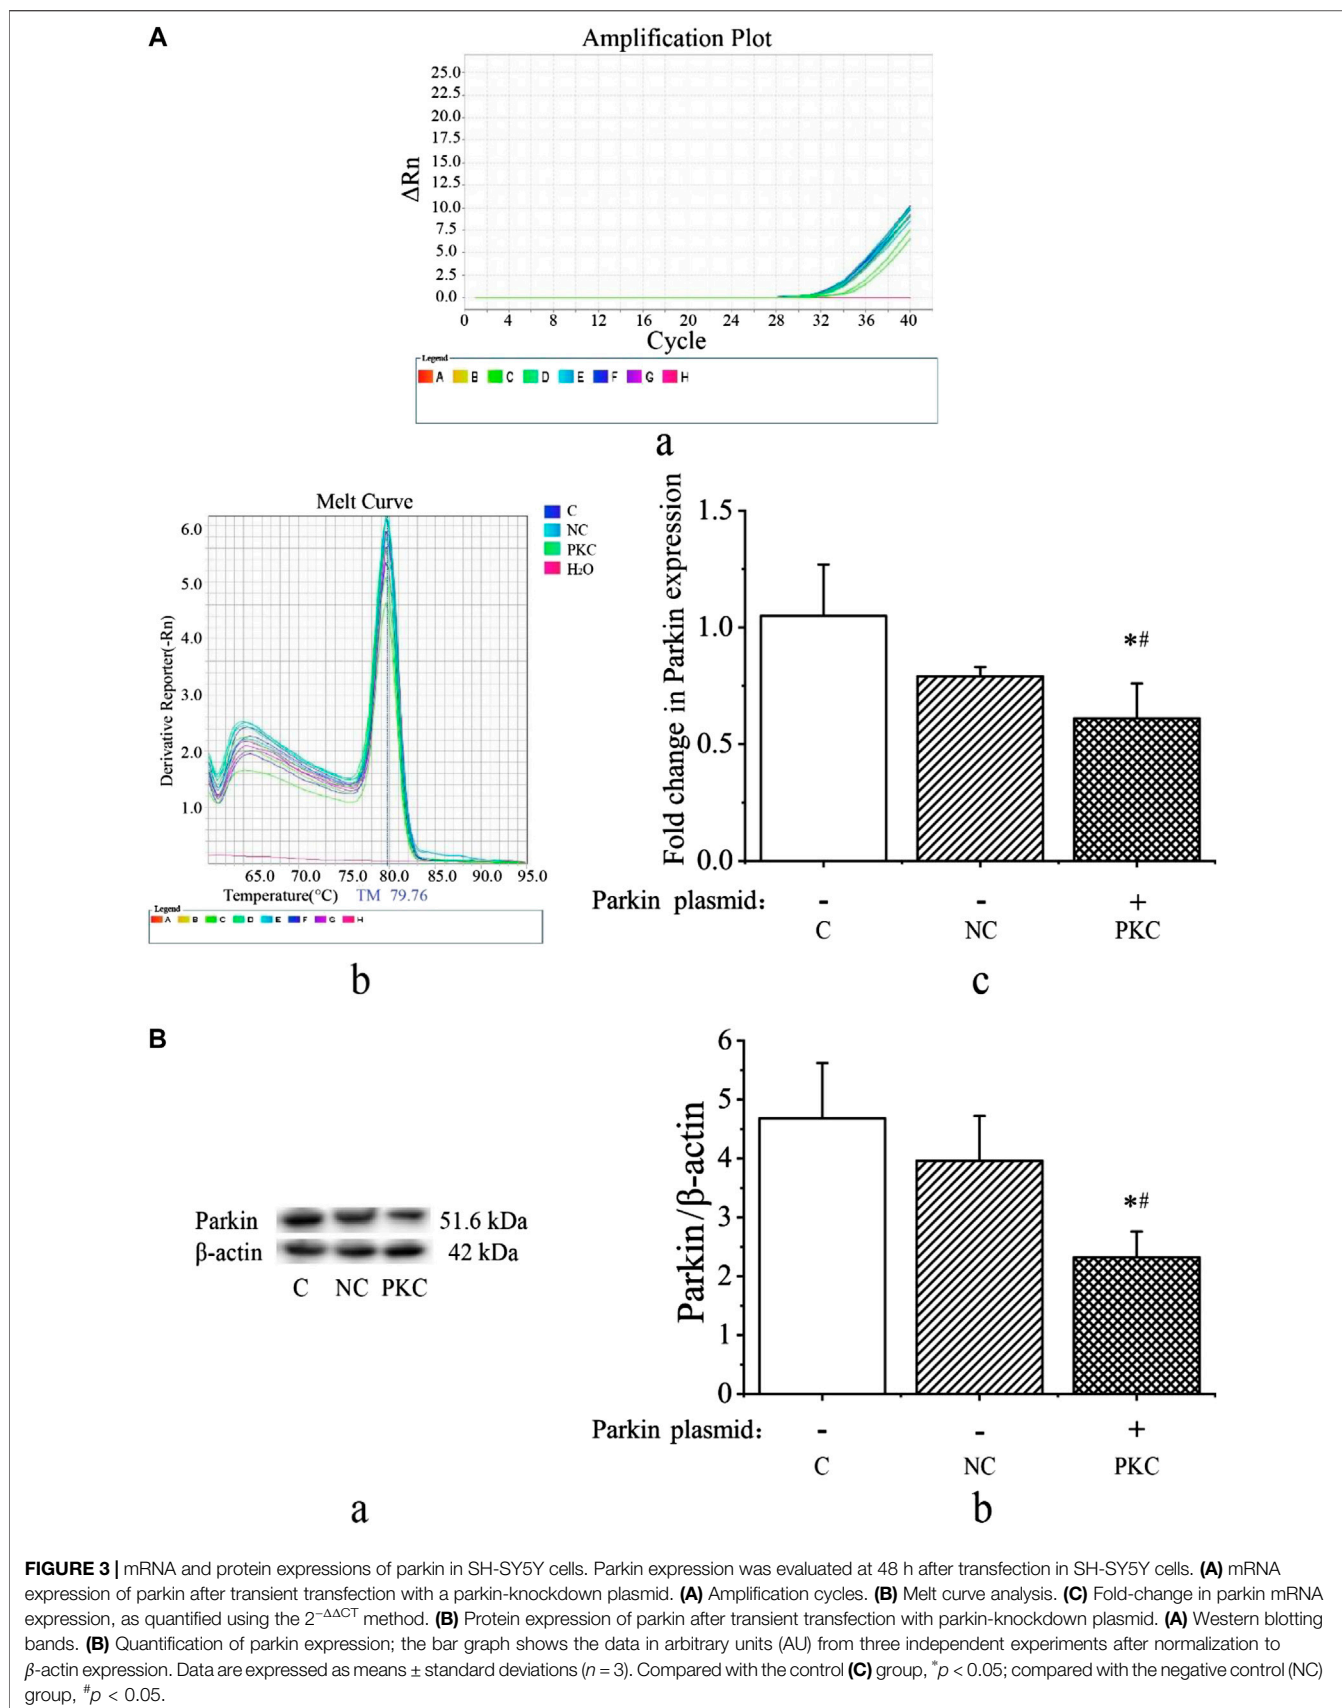 A
Amplification Plot
25.0
22.5
20.0
17.5
15.0
12.5
10.0
7.5
5.0
2.5
0.0
ΔRn
0 4 8 12 16 20 24 28 32 36 40
Cycle
Legend
A B C D E F G H
a
Melt Curve
6.0
5.0
4.0
3.0
2.0
1.0
Derivative Reporter(-Rn)
65.0 70.0 75.0 80.0 85.0 90.0 95.0
Temperature(°C) TM 79.76
C
NC
PKC
H₂O
Legend
A B C D E F G H
b
Fold change in Parkin expression
1.5
1.0
0.5
0.0
*#
Parkin plasmid: - - +
C NC PKC
c
B
Parkin 51.6 kDa
β-actin 42 kDa
C NC PKC
a
Parkin/β-actin
6
5
4
3
2
1
0
*#
Parkin plasmid: - - +
C NC PKC
b
FIGURE 3 | mRNA and protein expressions of parkin in SH-SY5Y cells. Parkin expression was evaluated at 48 h after transfection in SH-SY5Y cells. (A) mRNA
expression of parkin after transient transfection with a parkin-knockdown plasmid. (A) Amplification cycles. (B) Melt curve analysis. (C) Fold-change in parkin mRNA
expression, as quantified using the 2⁻ΔΔCT method. (B) Protein expression of parkin after transient transfection with parkin-knockdown plasmid. (A) Western blotting
bands. (B) Quantification of parkin expression; the bar graph shows the data in arbitrary units (AU) from three independent experiments after normalization to
β-actin expression. Data are expressed as means ± standard deviations (n = 3). Compared with the control (C) group, *p < 0.05; compared with the negative control (NC)
group, #p < 0.05.